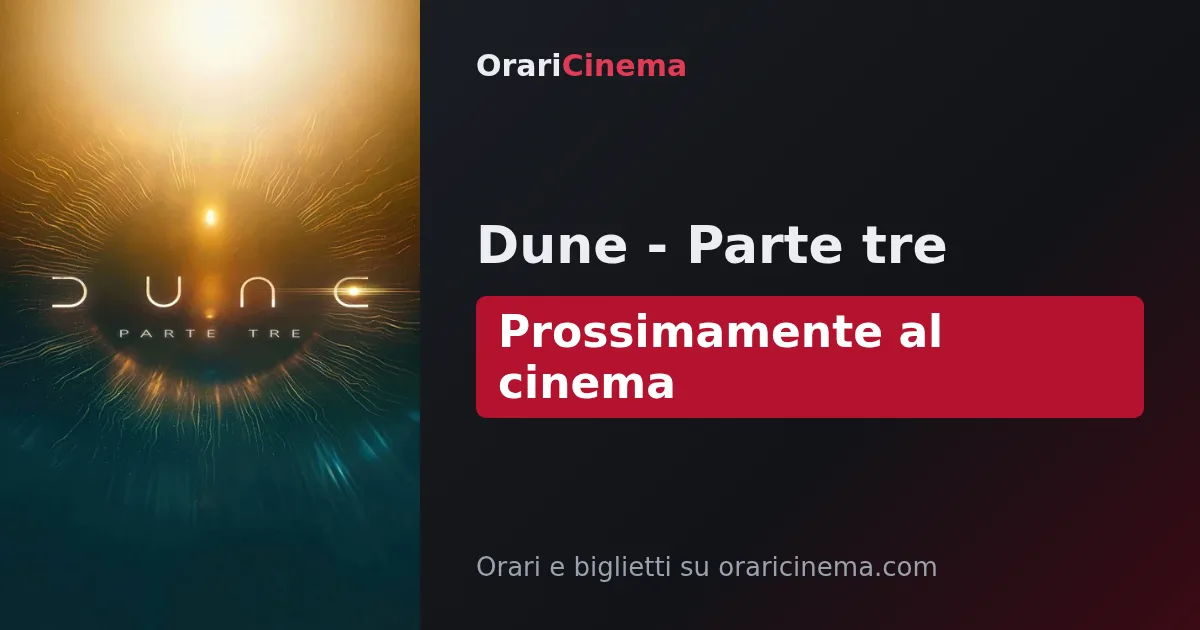 DUNE
PARTE TRE
OrariCinema
Dune - Parte tre
Prossimamente al
cinema
Orari e biglietti su oraricinema.com